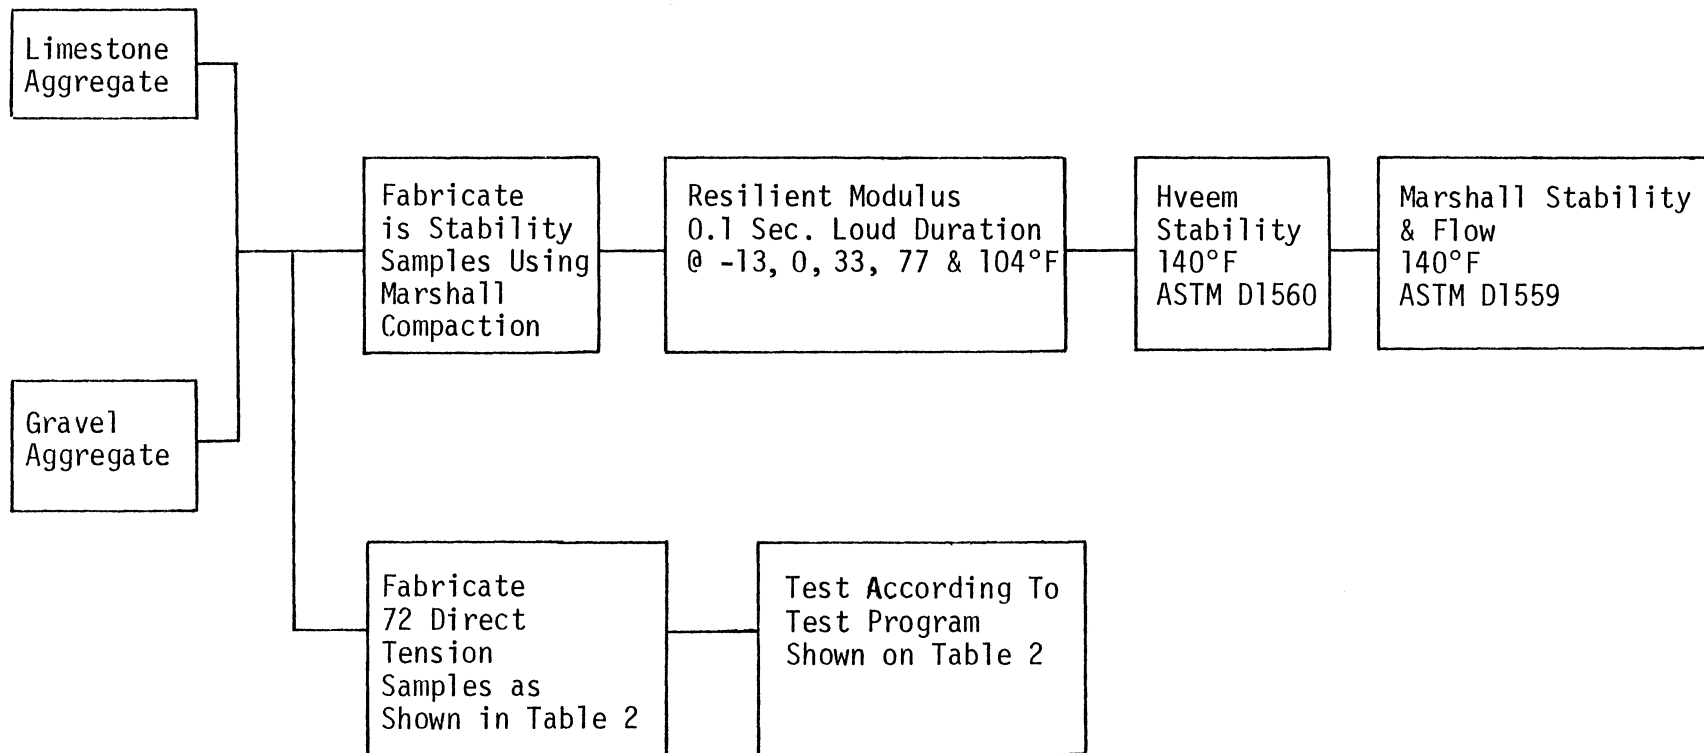 Limestone
Aggregate
Fabricate
is Stability
Samples Using
Marshall
Compaction
Resilient Modulus
0.1 Sec. Loud Duration
@ -13, 0, 33, 77 & 104°F
Hveem
Stability
140°F
ASTM D1560
Marshall Stability
& Flow
140°F
ASTM D1559
Gravel
Aggregate
Fabricate
72 Direct
Tension
Samples as
Shown in Table 2
Test According To
Test Program
Shown on Table 2